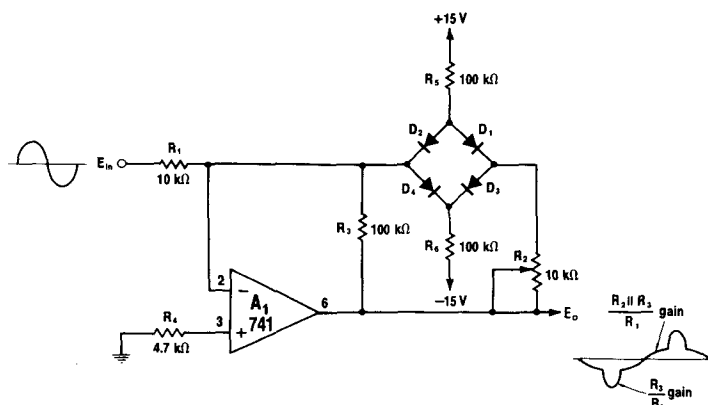 +15 V
R5 100 kΩ
D2 D1
R1
Ein
10 kΩ
D4 D3
R3 100 kΩ
R6 100 kΩ
R2
10 kΩ
−15 V
2
−
A1
6
741
R4
3
+
4.7 kΩ
Eo
R2 || R3
R1
gain
R3
gain